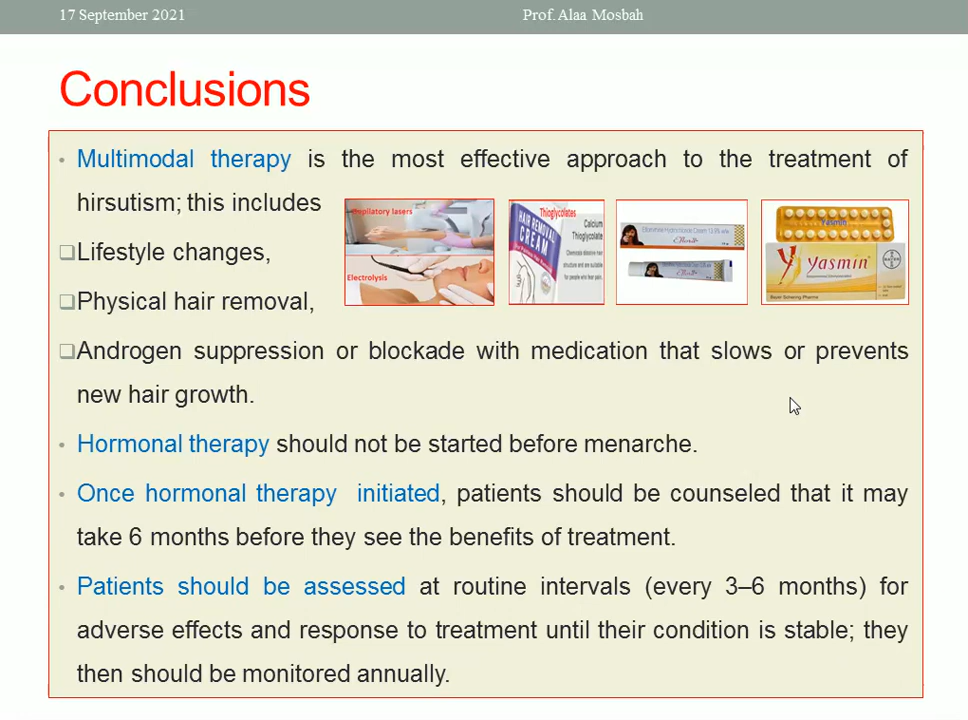 17 September 2021
Prof. Alaa Mosbah
Conclusions
• Multimodal therapy is the most effective approach to the treatment of
hirsutism; this includes
❑Lifestyle changes,
❑Physical hair removal,
Depilatory lasers
Electrolysis
Thioglycolates
HAIR REMOVAL
CREAM
Calcium
Thioglycolate
Yasmin
Yasmin
BAYER
Bayer Schering Pharma
❑Androgen suppression or blockade with medication that slows or prevents
new hair growth.
• Hormonal therapy should not be started before menarche.
• Once hormonal therapy initiated, patients should be counseled that it may
take 6 months before they see the benefits of treatment.
• Patients should be assessed at routine intervals (every 3–6 months) for
adverse effects and response to treatment until their condition is stable; they
then should be monitored annually.